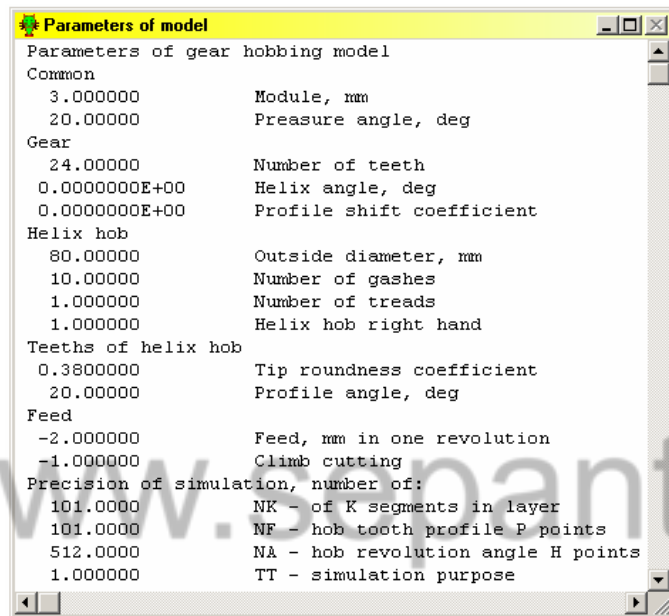 Parameters of model
Parameters of gear hobbing model
Common
3.000000 Module, mm
20.00000 Preasure angle, deg
Gear
24.00000 Number of teeth
0.0000000E+00 Helix angle, deg
0.0000000E+00 Profile shift coefficient
Helix hob
80.00000 Outside diameter, mm
10.00000 Number of gashes
1.000000 Number of treads
1.000000 Helix hob right hand
Teeths of helix hob
0.3800000 Tip roundness coefficient
20.00000 Profile angle, deg
Feed
-2.000000 Feed, mm in one revolution
-1.000000 Climb cutting
Precision of simulation, number of:
101.0000 NK - of K segments in layer
101.0000 NF - hob tooth profile P points
512.0000 NA - hob revolution angle H points
1.000000 TT - simulation purpose
www.sepant